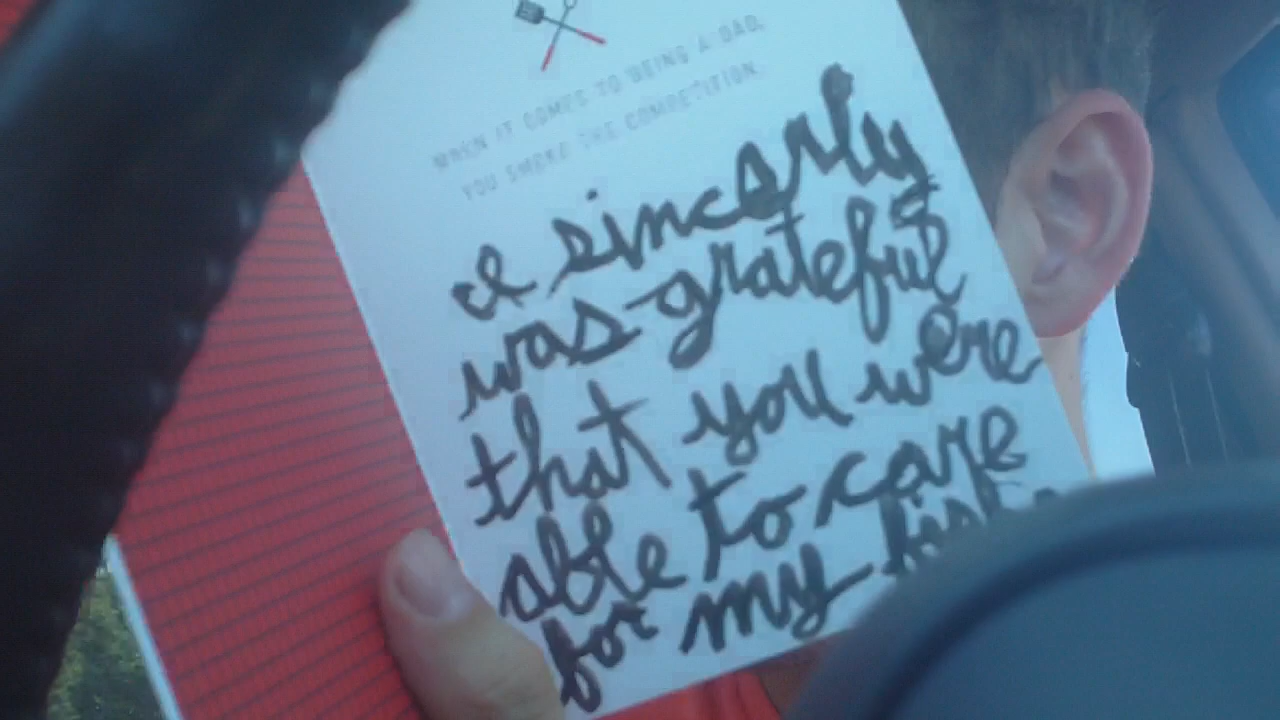 WHEN IT COMES TO BEING A DAD,
YOU SMOKE THE COMPETITION.
I sincerly
was grateful
that you were
able to care
for my